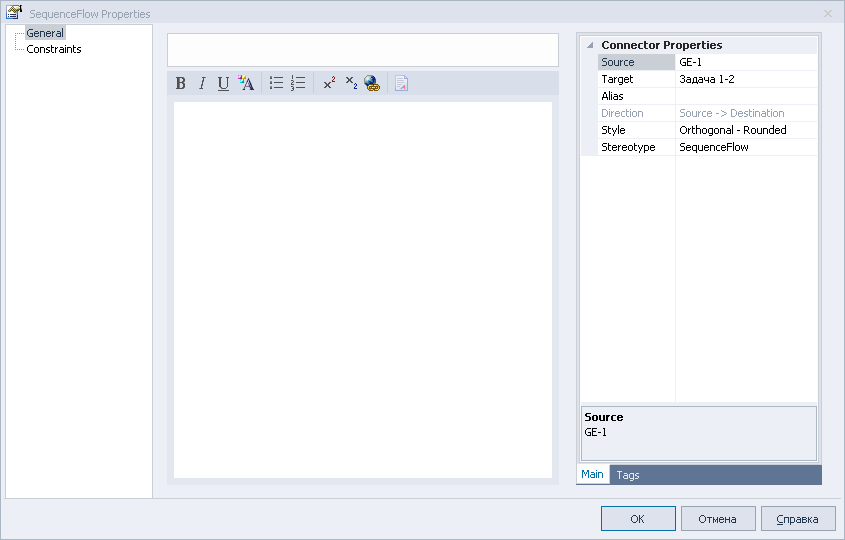 SequenceFlow Properties
General
Constraints
B I U A x² x₂
Connector Properties
Source GE-1
Target Задача 1-2
Alias
Direction Source -> Destination
Style Orthogonal - Rounded
Stereotype SequenceFlow
Source
GE-1
Main Tags
OK Отмена Справка